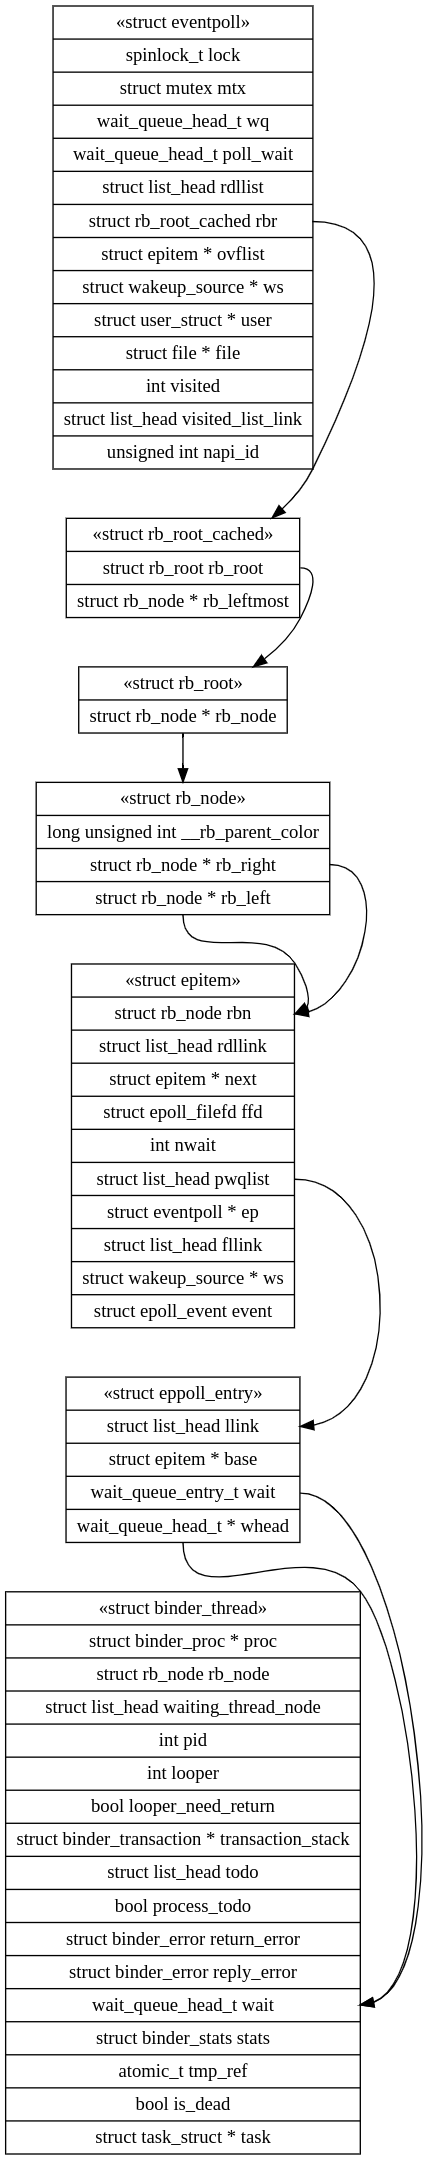 «struct eventpoll»
spinlock_t lock
struct mutex mtx
wait_queue_head_t wq
wait_queue_head_t poll_wait
struct list_head rdllist
struct rb_root_cached rbr
struct epitem * ovflist
struct wakeup_source * ws
struct user_struct * user
struct file * file
int visited
struct list_head visited_list_link
unsigned int napi_id
«struct rb_root_cached»
struct rb_root rb_root
struct rb_node * rb_leftmost
«struct rb_root»
struct rb_node * rb_node
«struct rb_node»
long unsigned int __rb_parent_color
struct rb_node * rb_right
struct rb_node * rb_left
«struct epitem»
struct rb_node rbn
struct list_head rdllink
struct epitem * next
struct epoll_filefd ffd
int nwait
struct list_head pwqlist
struct eventpoll * ep
struct list_head fllink
struct wakeup_source * ws
struct epoll_event event
«struct eppoll_entry»
struct list_head llink
struct epitem * base
wait_queue_entry_t wait
wait_queue_head_t * whead
«struct binder_thread»
struct binder_proc * proc
struct rb_node rb_node
struct list_head waiting_thread_node
int pid
int looper
bool looper_need_return
struct binder_transaction * transaction_stack
struct list_head todo
bool process_todo
struct binder_error return_error
struct binder_error reply_error
wait_queue_head_t wait
struct binder_stats stats
atomic_t tmp_ref
bool is_dead
struct task_struct * task